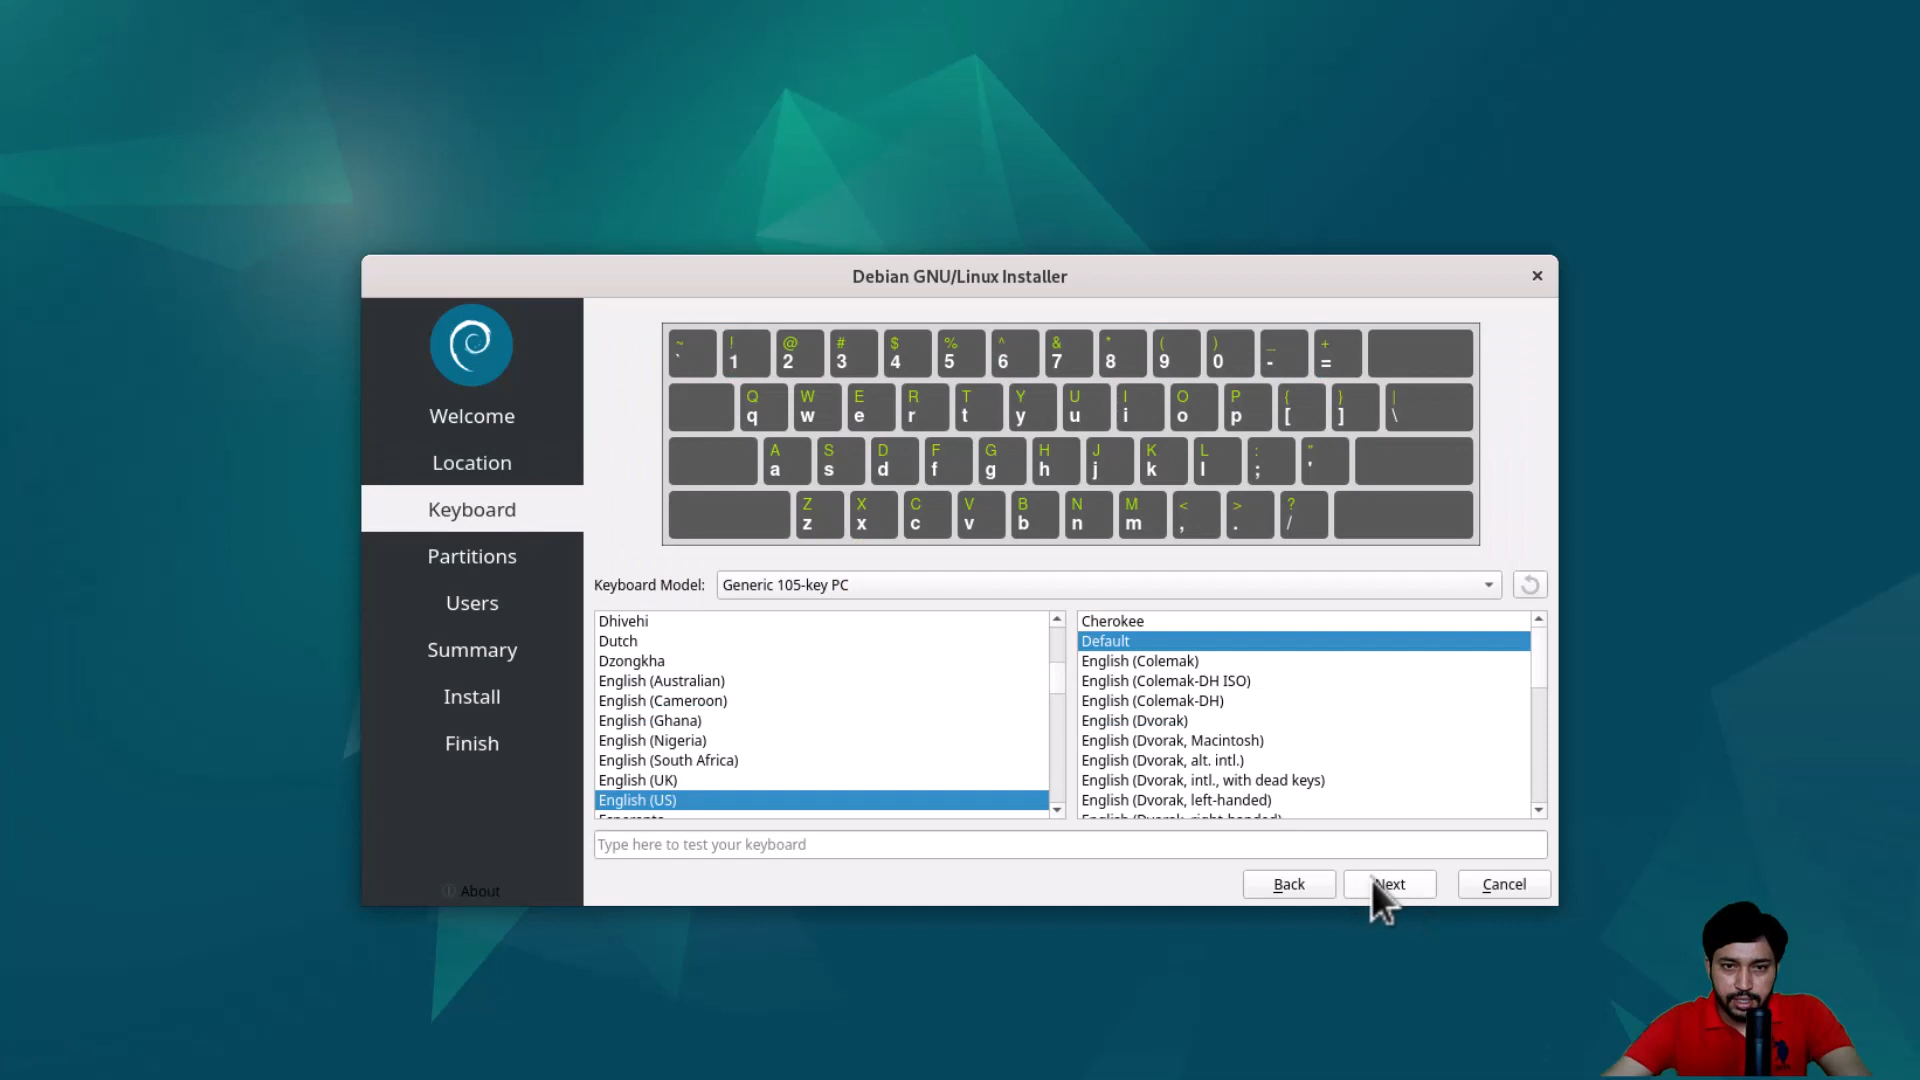 Debian GNU/Linux Installer
Welcome
Location
Keyboard
Partitions
Users
Summary
Install
Finish
About
~ ! @ # $ % ^ & * ( ) _ +
` 1 2 3 4 5 6 7 8 9 0 - =
Q W E R T Y U I O P { } |
q w e r t y u i o p [ ] \
A S D F G H J K L : "
a s d f g h j k l ; '
Z X C V B N M < > ?
z x c v b n m , . /
Keyboard Model: Generic 105-key PC
Dhivehi
Dutch
Dzongkha
English (Australian)
English (Cameroon)
English (Ghana)
English (Nigeria)
English (South Africa)
English (UK)
English (US)
Cherokee
Default
English (Colemak)
English (Colemak-DH ISO)
English (Colemak-DH)
English (Dvorak)
English (Dvorak, Macintosh)
English (Dvorak, alt. intl.)
English (Dvorak, intl., with dead keys)
English (Dvorak, left-handed)
English (Dvorak, right-handed)
Type here to test your keyboard
Back
Next
Cancel